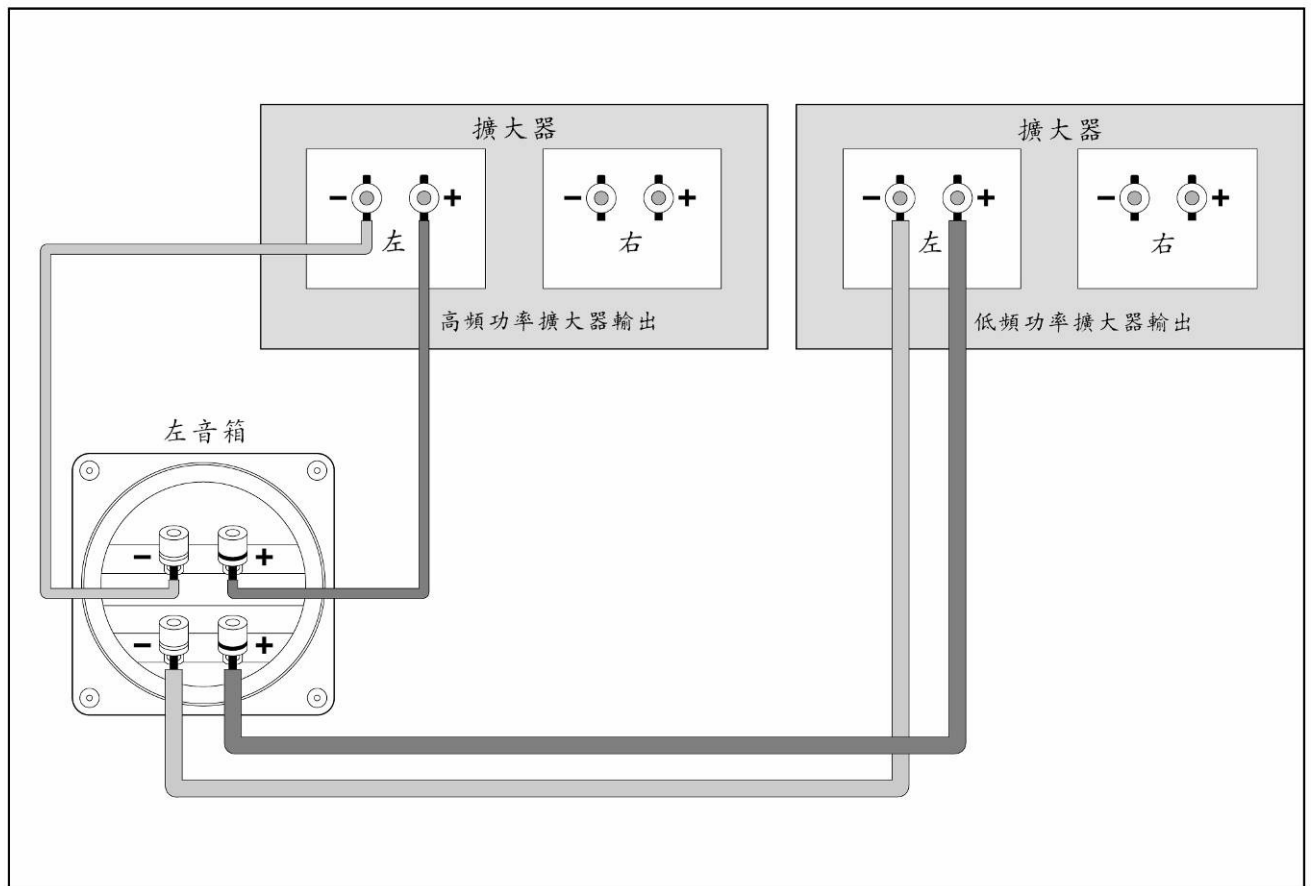 擴大器
- +
左
- +
右
高頻功率擴大器輸出
擴大器
- +
左
- +
右
低頻功率擴大器輸出
左音箱
- +
- +